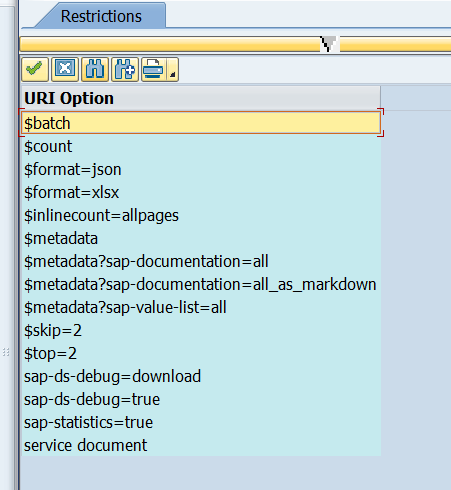 Restrictions
URI Option
$batch
$count
$format=json
$format=xlsx
$inlinecount=allpages
$metadata
$metadata?sap-documentation=all
$metadata?sap-documentation=all_as_markdown
$metadata?sap-value-list=all
$skip=2
$top=2
sap-ds-debug=download
sap-ds-debug=true
sap-statistics=true
service document